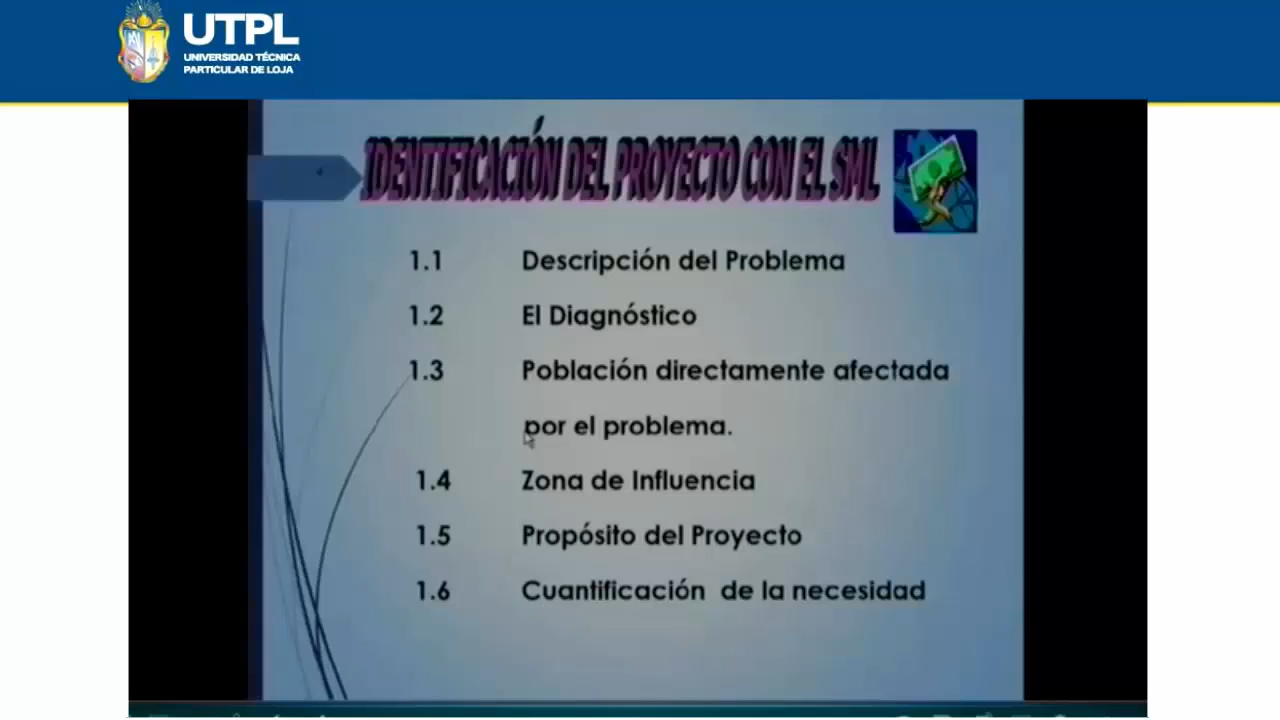 UTPL
UNIVERSIDAD TÉCNICA
PARTICULAR DE LOJA
IDENTIFICACIÓN DEL PROYECTO CON EL SML
1.1 Descripción del Problema
1.2 El Diagnóstico
1.3 Población directamente afectada
por el problema.
1.4 Zona de Influencia
1.5 Propósito del Proyecto
1.6 Cuantificación de la necesidad